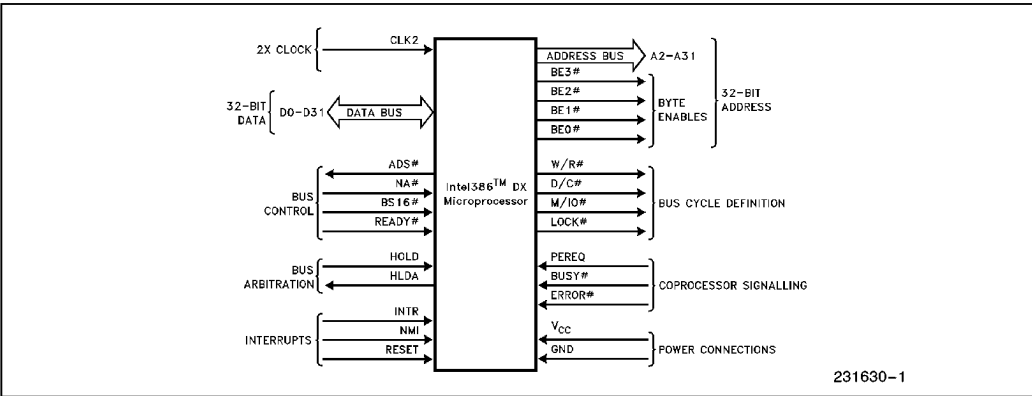 2X CLOCK
CLK2
32-BIT
DATA
D0-D31
DATA BUS
BUS
CONTROL
ADS#
NA#
BS16#
READY#
BUS
ARBITRATION
HOLD
HLDA
INTERRUPTS
INTR
NMI
RESET
Intel386™ DX
Microprocessor
ADDRESS BUS
A2-A31
BE3#
BE2#
BE1#
BE0#
BYTE
ENABLES
32-BIT
ADDRESS
W/R#
D/C#
M/IO#
LOCK#
BUS CYCLE DEFINITION
PEREQ
BUSY#
ERROR#
COPROCESSOR SIGNALLING
VCC
GND
POWER CONNECTIONS
231630-1